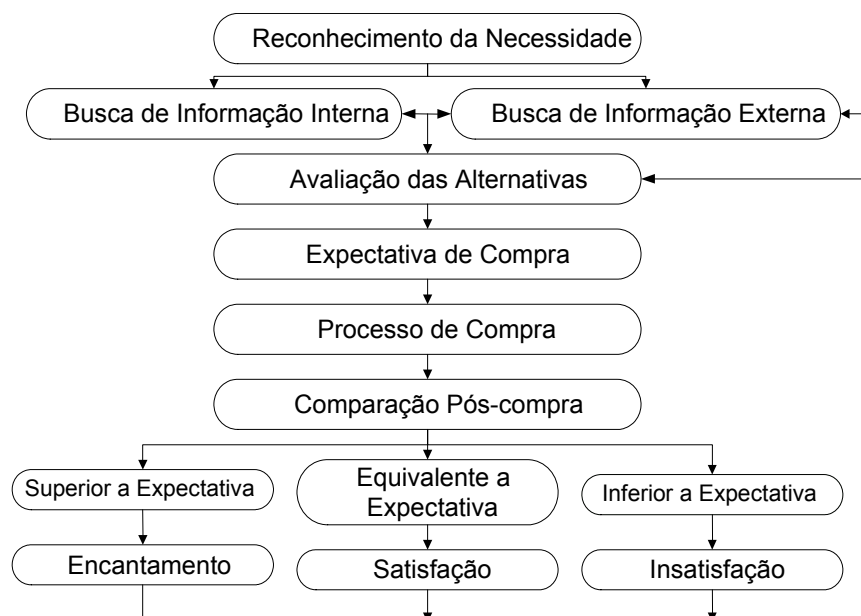 Reconhecimento da Necessidade
Busca de Informação Interna
Busca de Informação Externa
Avaliação das Alternativas
Expectativa de Compra
Processo de Compra
Comparação Pós-compra
Superior a Expectativa
Equivalente a
Expectativa
Inferior a Expectativa
Encantamento
Satisfação
Insatisfação